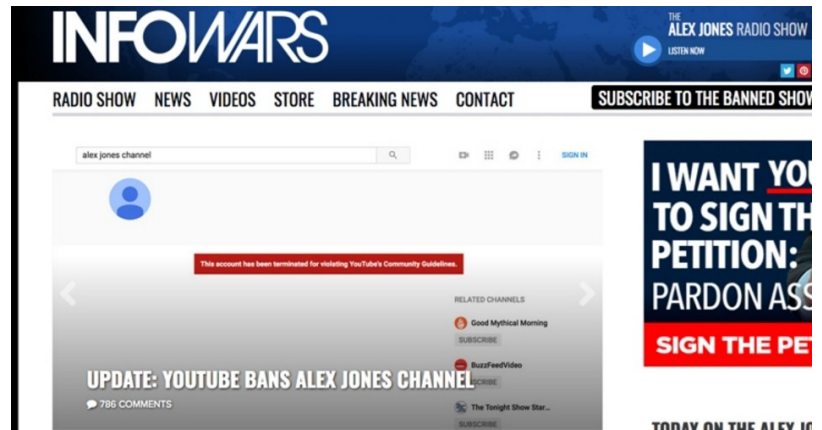 INFOWARS
THE
ALEX JONES RADIO SHOW
LISTEN NOW
RADIO SHOW NEWS VIDEOS STORE BREAKING NEWS CONTACT
SUBSCRIBE TO THE BANNED SHOW
alex jones channel
SIGN IN
This account has been terminated for violating YouTube's Community Guidelines.
RELATED CHANNELS
Good Mythical Morning
SUBSCRIBE
BuzzFeedVideo
SCRIBE
The Tonight Show Star...
SUBSCRIBE
UPDATE: YOUTUBE BANS ALEX JONES CHANNEL
786 COMMENTS
I WANT YOU
TO SIGN TH
PETITION:
PARDON ASS
SIGN THE PE
TODAY ON THE ALEX JO